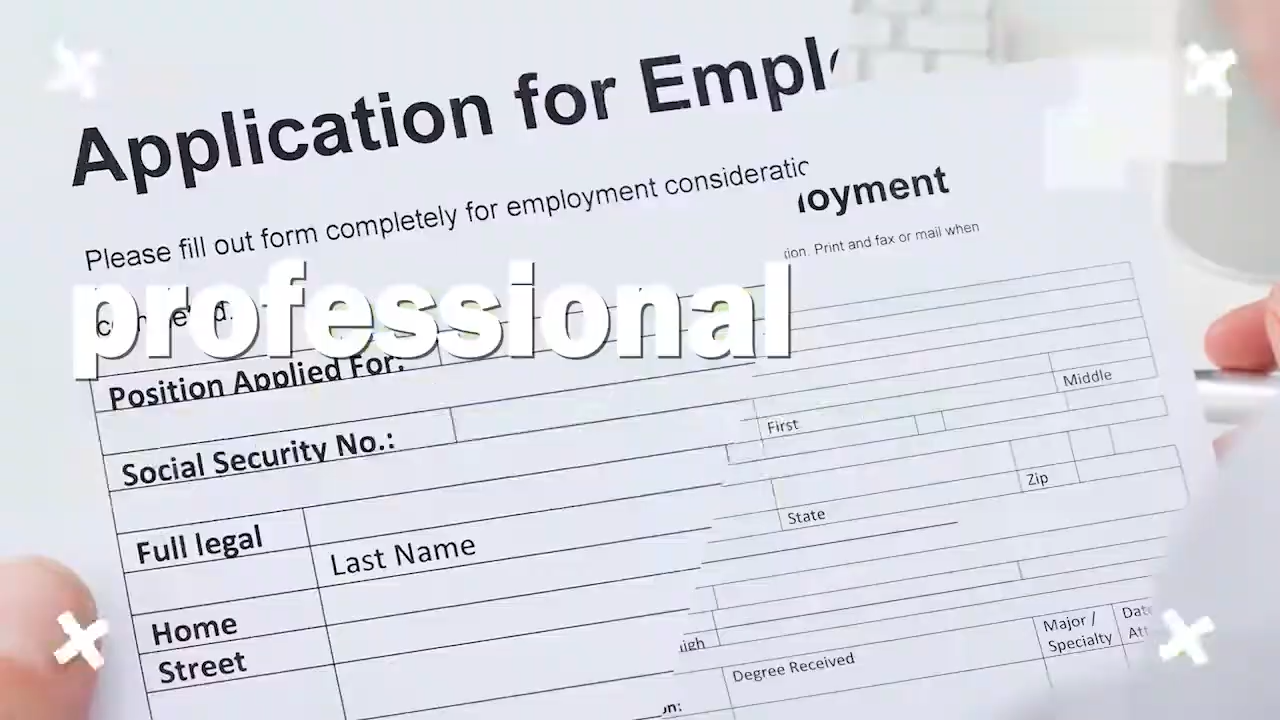 Application for Empl
Please fill out form completely for employment
loyment
tion. Print and fax or mail when
professional
Position Applied For:
Social Security No.:
Full legal
Last Name
First
Middle
Home
Street
State
Zip
Degree Received
Major /
Specialty